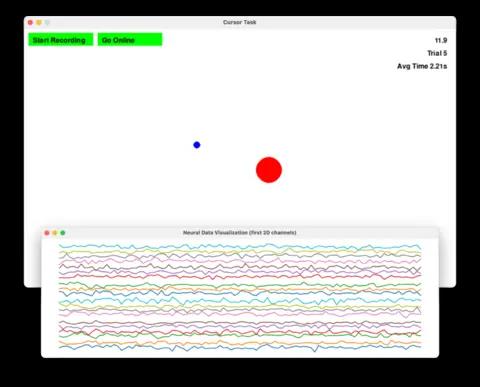 Cursor Task
Start Recording
Go Online
11.9
Trial 5
Avg Time 2.21s
Neural Data Visualization (first 20 channels)